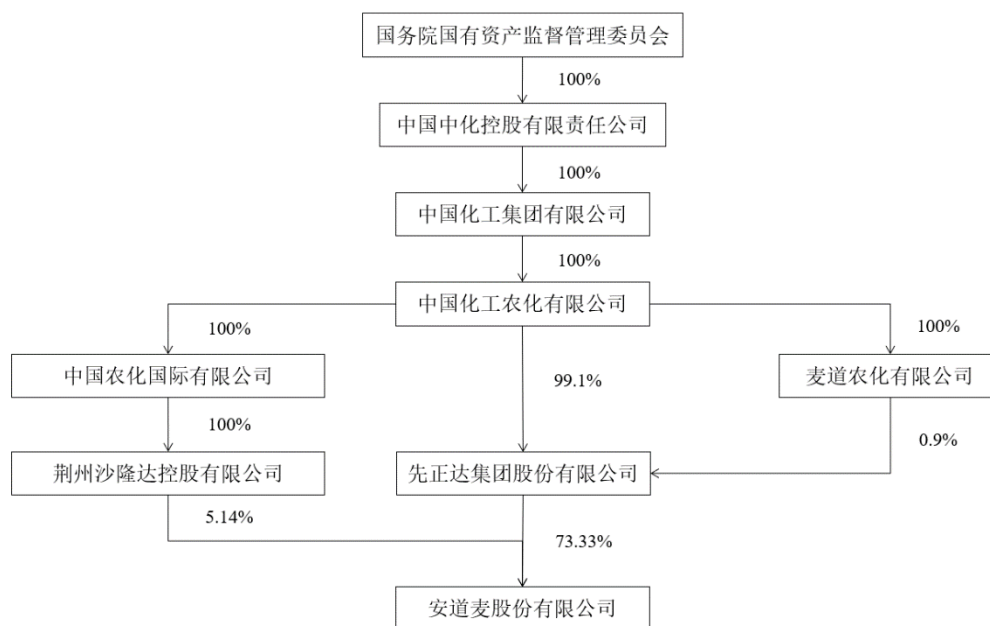 国务院国有资产监督管理委员会
100%
中国中化控股有限责任公司
100%
中国化工集团有限公司
100%
中国化工农化有限公司
100%
100%
中国农化国际有限公司
99.1%
麦道农化有限公司
100%
0.9%
荆州沙隆达控股有限公司
先正达集团股份有限公司
5.14%
73.33%
安道麦股份有限公司